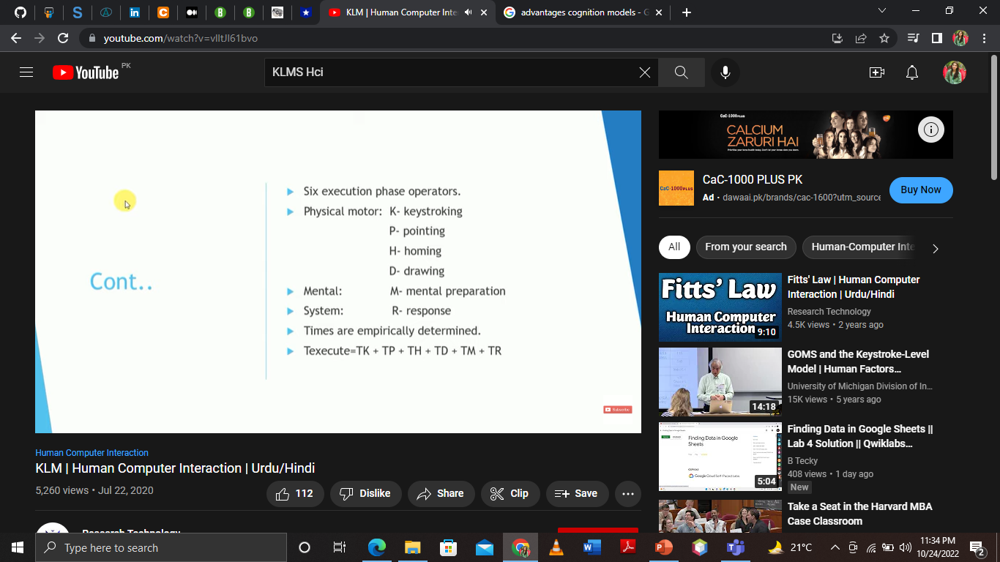 KLM | Human Computer Inte
advantages cognition models - G
youtube.com/watch?v=vlltJl61bvo
YouTube PK
KLMS Hci
Cont..
Six execution phase operators.
Physical motor: K- keystroking
P- pointing
H- homing
D- drawing
Mental: M- mental preparation
System: R- response
Times are empirically determined.
Texecute=TK + TP + TH + TD + TM + TR
Subscribe
Human Computer Interaction
KLM | Human Computer Interaction | Urdu/Hindi
5,260 views • Jul 22, 2020
112 Dislike Share Clip Save
Research Technology
CaC-1000 PLUS
CALCIUM
ZARURI HAI
CaC-1000 PLUS
CaC-1000 PLUS PK
Ad • dawaai.pk/brands/cac-1600?utm_source
Buy Now
All From your search Human-Computer Inte
Fitts' Law
Human Computer
Interaction
9:10
Fitts' Law | Human Computer
Interaction | Urdu/Hindi
Research Technology
4.5K views • 2 years ago
14:18
GOMS and the Keystroke-Level
Model | Human Factors...
University of Michigan Division of In...
15K views • 5 years ago
Finding Data in Google
Sheets
5:04
Finding Data in Google Sheets ||
Lab 4 Solution || Qwiklabs...
B Tecky
408 views • 1 day ago
New
Take a Seat in the Harvard MBA
Case Classroom
Type here to search
21°C
11:34 PM
10/24/2022
2